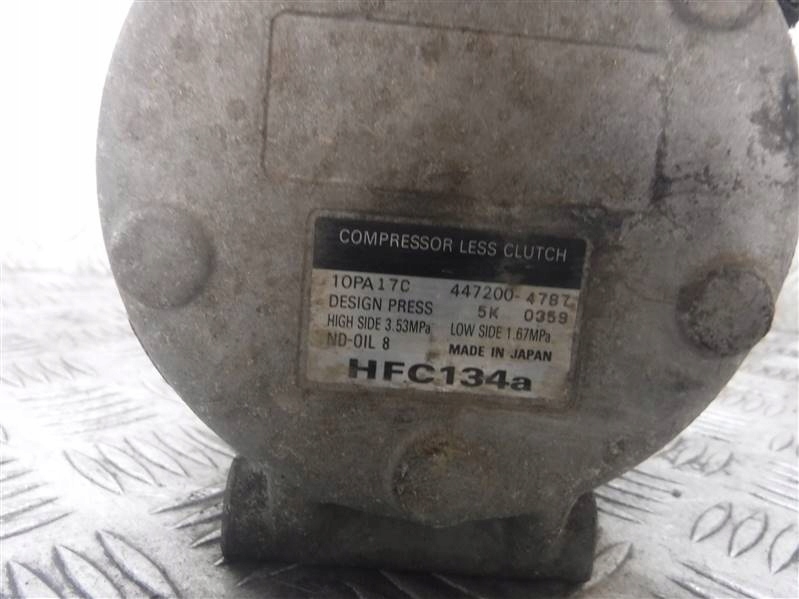 COMPRESSOR LESS CLUTCH
10PA17C 447200-4787
DESIGN PRESS 5K 0359
HIGH SIDE 3.53MPa LOW SIDE 1.67MPa
ND-OIL 8 MADE IN JAPAN
HFC134a